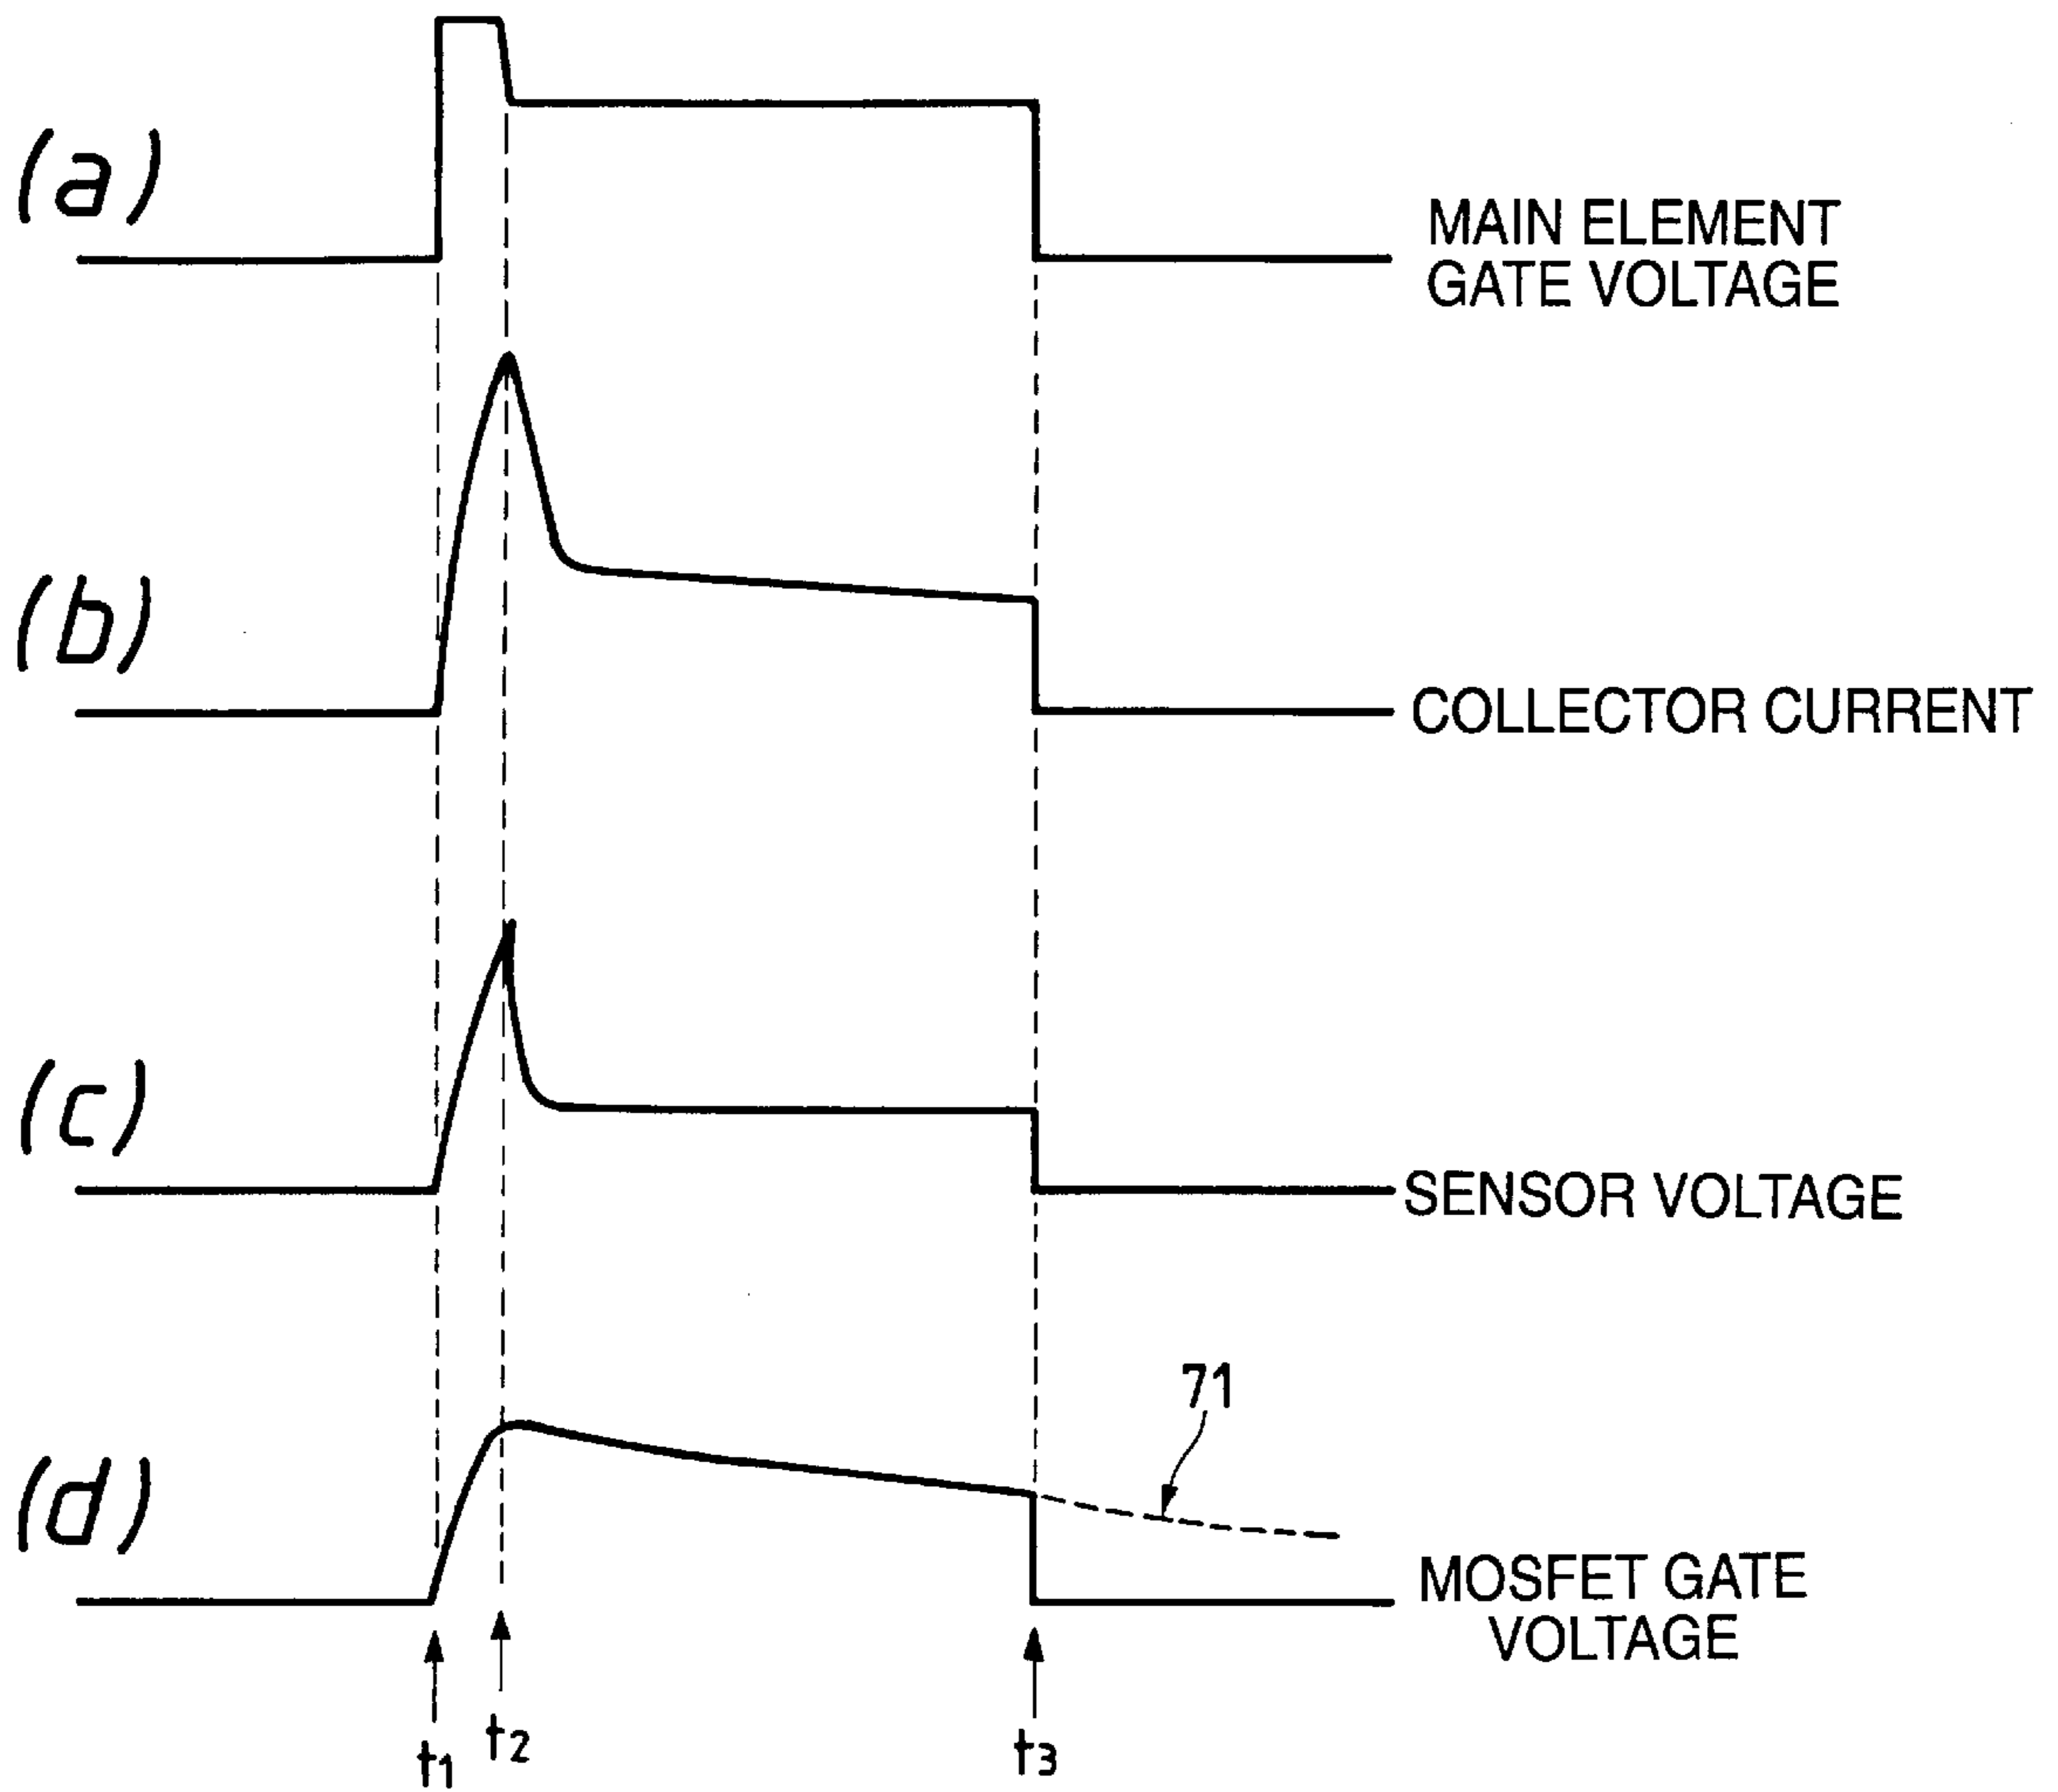 (a)
MAIN ELEMENT
GATE VOLTAGE
(b)
COLLECTOR CURRENT
(c)
SENSOR VOLTAGE
71
(d)
MOSFET GATE
VOLTAGE
t1
t2
t3